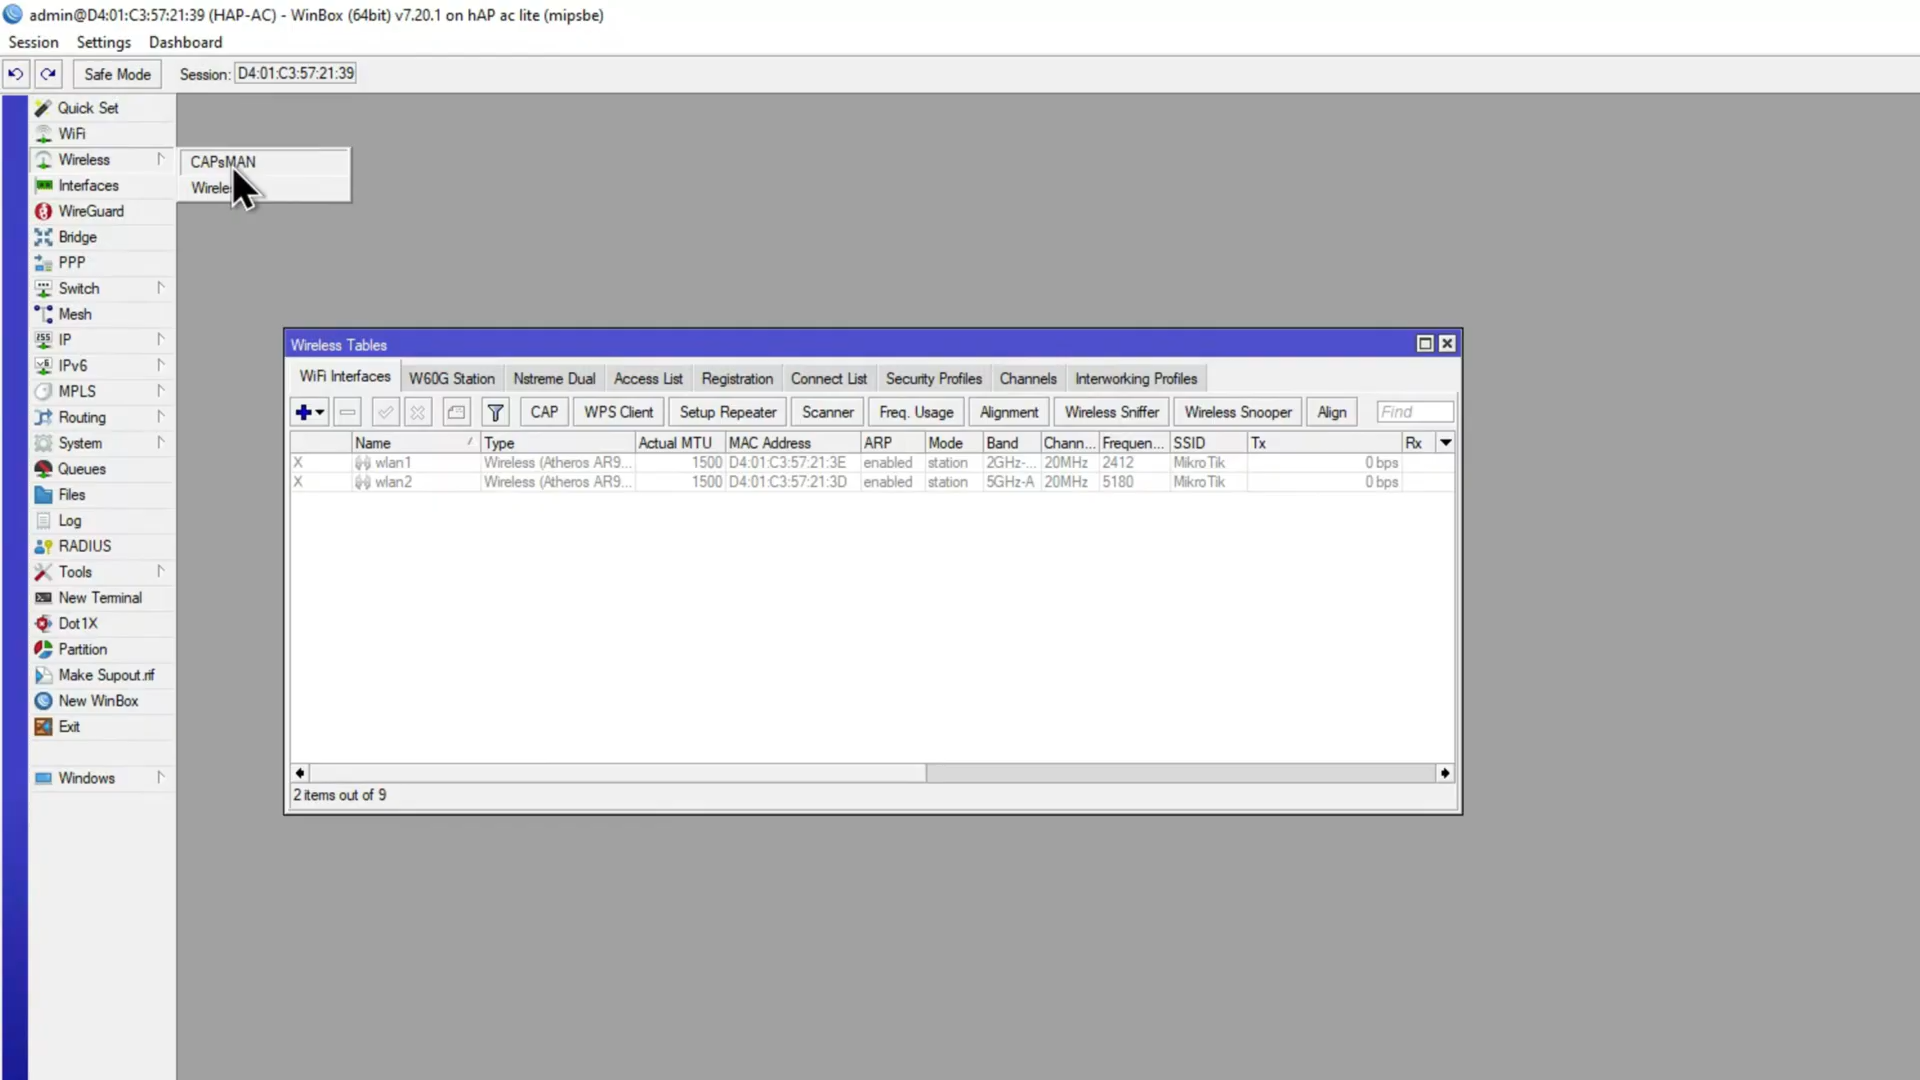 admin@D4:01:C3:57:21:39 (HAP-AC) - WinBox (64bit) v7.20.1 on hAP ac lite (mipsbe)
Session Settings Dashboard
Safe Mode Session: D4:01:C3:57:21:39
Quick Set
WiFi
Wireless
CAPsMAN
Interfaces
WireGuard
Bridge
PPP
Switch
Mesh
IP
IPv6
MPLS
Routing
System
Queues
Files
Log
RADIUS
Tools
New Terminal
Dot1X
Partition
Make Supout.rif
New WinBox
Exit
Windows
Wireless Tables
WiFi Interfaces W60G Station Nstreme Dual Access List Registration Connect List Security Profiles Channels Interworking Profiles
CAP WPS Client Setup Repeater Scanner Freq. Usage Alignment Wireless Sniffer Wireless Snooper Align Find
Name / Type Actual MTU MAC Address ARP Mode Band Chann... Frequen... SSID Tx Rx
X wlan1 Wireless (Atheros AR9... 1500 D4:01:C3:57:21:3E enabled station 2GHz-... 20MHz 2412 MikroTik 0 bps
X wlan2 Wireless (Atheros AR9... 1500 D4:01:C3:57:21:3D enabled station 5GHz-A 20MHz 5180 MikroTik 0 bps
2 items out of 9